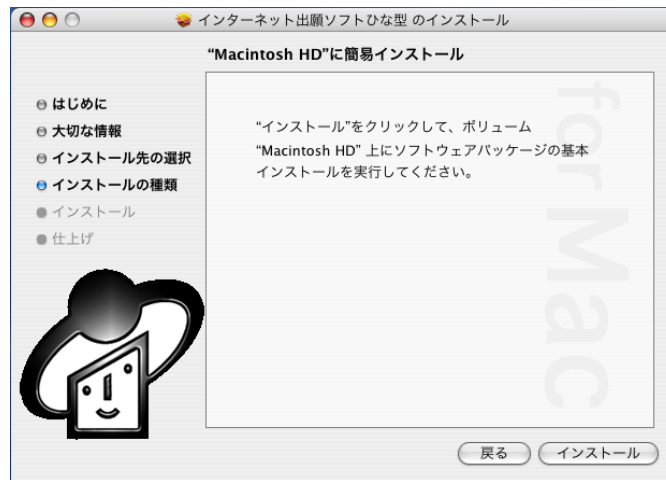 インターネット出願ソフトひな型 のインストール
“Macintosh HD”に簡易インストール
はじめに
大切な情報
インストール先の選択
インストールの種類
インストール
仕上げ
“インストール”をクリックして、ボリューム
“Macintosh HD” 上にソフトウェアパッケージの基本
インストールを実行してください。
for Mac
戻る
インストール